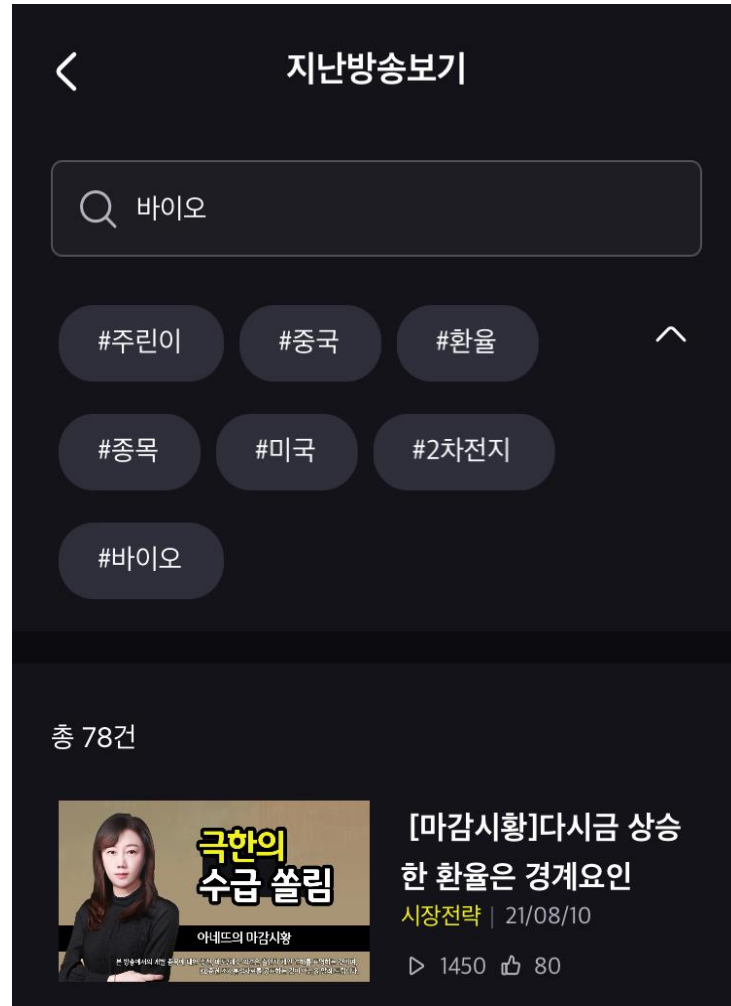 지난방송보기
바이오
#주린이 #중국 #환율
#종목 #미국 #2차전지
#바이오
총 78건
극한의
수급 쏠림
아네뜨의 마감시황
[마감시황]다시금 상승
한 환율은 경계요인
시장전략 | 21/08/10
1450 80